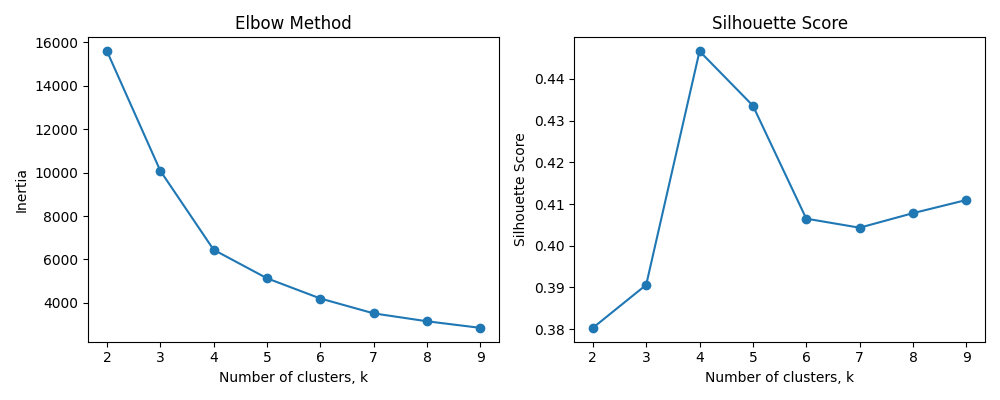 Elbow Method
Inertia
16000
14000
12000
10000
8000
6000
4000
2 3 4 5 6 7 8 9
Number of clusters, k
Silhouette Score
Silhouette Score
0.44
0.43
0.42
0.41
0.40
0.39
0.38
2 3 4 5 6 7 8 9
Number of clusters, k